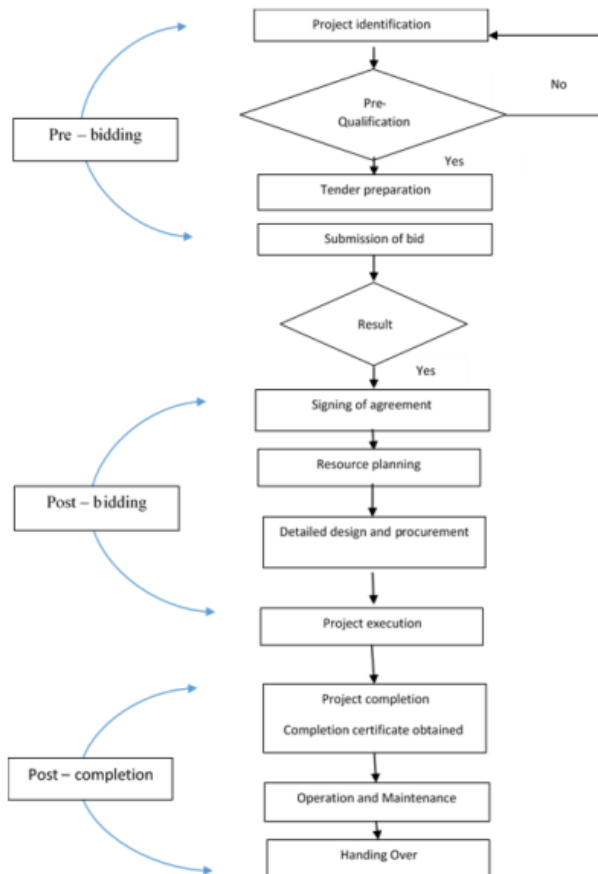 Project identification
No
Pre-
Qualification
Pre – bidding
Yes
Tender preparation
Submission of bid
Result
Yes
Signing of agreement
Resource planning
Post – bidding
Detailed design and procurement
Project execution
Project completion
Completion certificate obtained
Post – completion
Operation and Maintenance
Handing Over